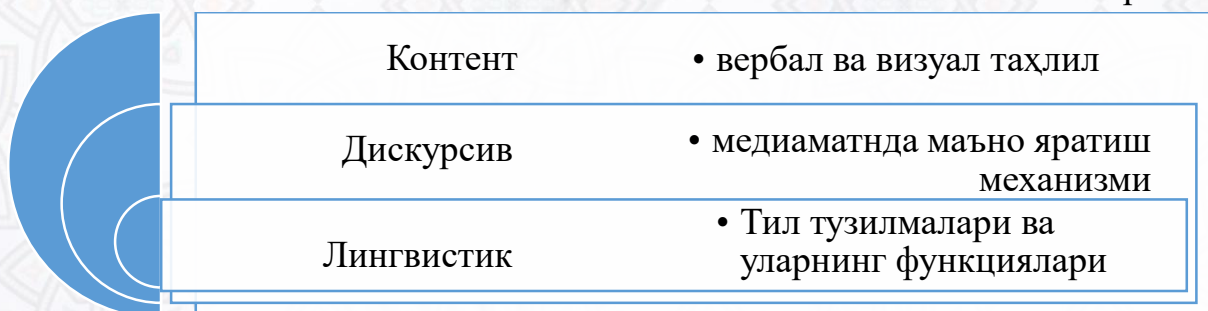 Контент
• вербал ва визуал таҳлил
Дискурсив
• медиаматнда маъно яратиш
механизми
Лингвистик
• Тил тузилмалари ва
уларнинг функциялари